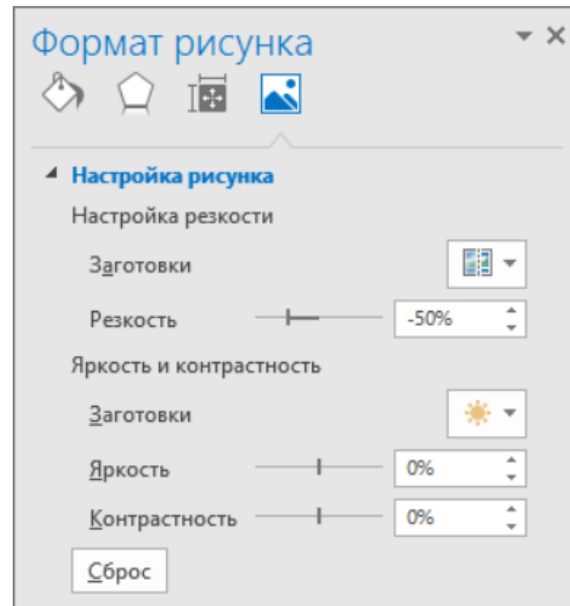 Формат рисунка
Настройка рисунка
Настройка резкости
Заготовки
Резкость -50%
Яркость и контрастность
Заготовки
Яркость 0%
Контрастность 0%
Сброс